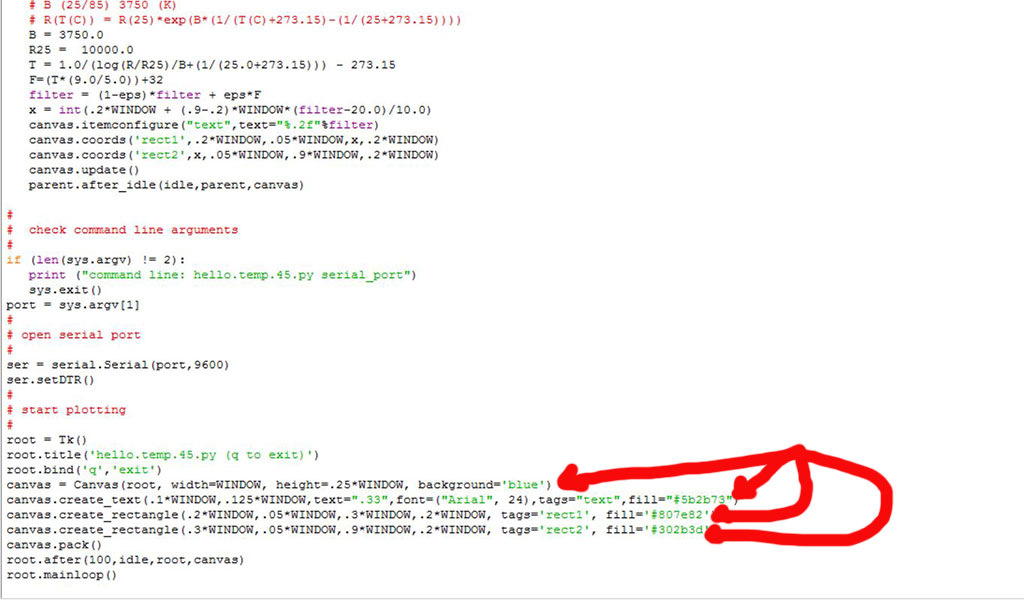 # B (25/85) 3750 (K)
# R(T(C)) = R(25)*exp(B*(1/(T(C)+273.15)-(1/(25+273.15))))
B = 3750.0
R25 =  10000.0
T = 1.0/(log(R/R25)/B+(1/(25.0+273.15))) - 273.15
F=(T*(9.0/5.0))+32
filter = (1-eps)*filter + eps*F
x = int(.2*WINDOW + (.9-.2)*WINDOW*(filter-20.0)/10.0)
canvas.itemconfigure("text",text="%.2f"%filter)
canvas.coords('rect1',.2*WINDOW,.05*WINDOW,x,.2*WINDOW)
canvas.coords('rect2',x,.05*WINDOW,.9*WINDOW,.2*WINDOW)
canvas.update()
parent.after_idle(idle,parent,canvas)
#
#  check command line arguments
#
if (len(sys.argv) != 2):
print ("command line: hello.temp.45.py serial_port")
sys.exit()
port = sys.argv[1]
#
# open serial port
#
ser = serial.Serial(port,9600)
ser.setDTR()
#
# start plotting
#
root = Tk()
root.title('hello.temp.45.py (q to exit)')
root.bind('q','exit')
canvas = Canvas(root, width=WINDOW, height=.25*WINDOW, background='blue')
canvas.create_text(.1*WINDOW,.125*WINDOW,text=".33",font=("Arial", 24),tags="text",fill="#5b2b73")
canvas.create_rectangle(.2*WINDOW,.05*WINDOW,.3*WINDOW,.2*WINDOW, tags='rect1', fill='#807e82'
canvas.create_rectangle(.3*WINDOW,.05*WINDOW,.9*WINDOW,.2*WINDOW, tags='rect2', fill='#302b3d'
canvas.pack()
root.after(100,idle,root,canvas)
root.mainloop()